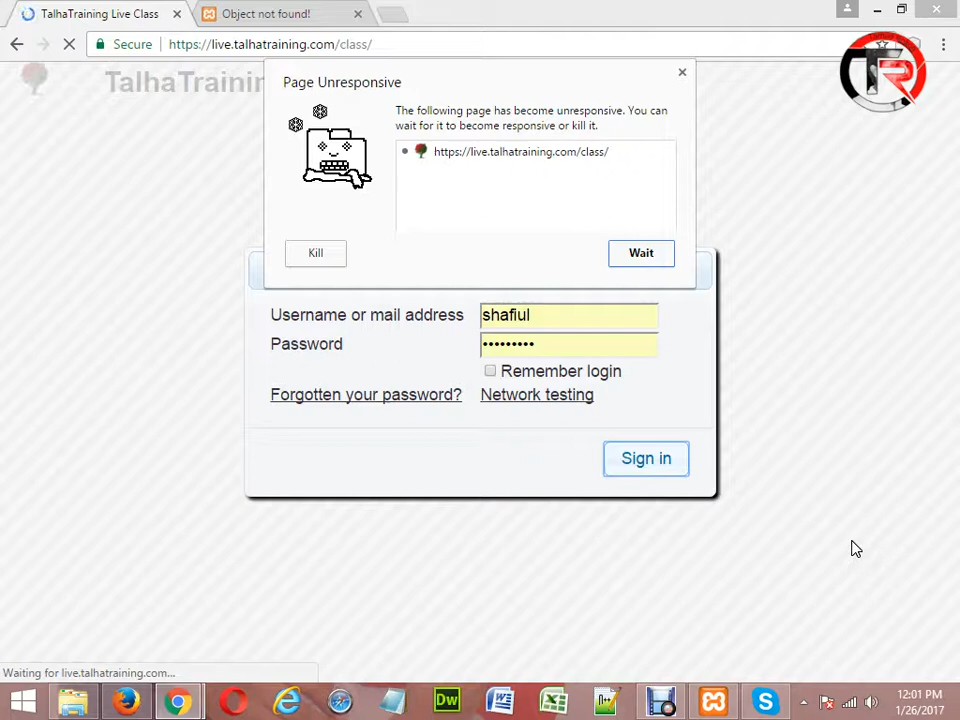 TalhaTraining Live Class
Object not found!
Secure
https://live.talhatraining.com/class/
TR
TalhaTrainin
Page Unresponsive
The following page has become unresponsive. You can
wait for it to become responsive or kill it.
https://live.talhatraining.com/class/
Kill
Wait
Username or mail address
shafiul
Password
•••••••••
Remember login
Forgotten your password?
Network testing
Sign in
Waiting for live.talhatraining.com...
Dw
12:01 PM
1/26/2017